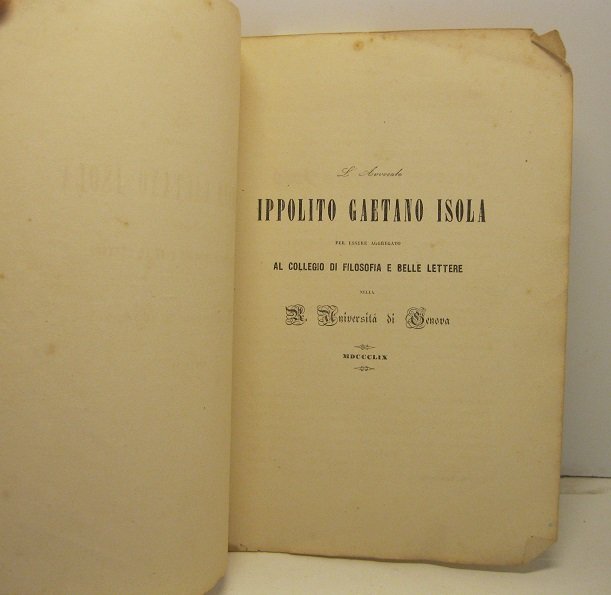 L' Avvocato
IPPOLITO GAETANO ISOLA
PER ESSERE AGGREGATO
AL COLLEGIO DI FILOSOFIA E BELLE LETTERE
NELLA
R. Università di Genova
MDCCCLIX